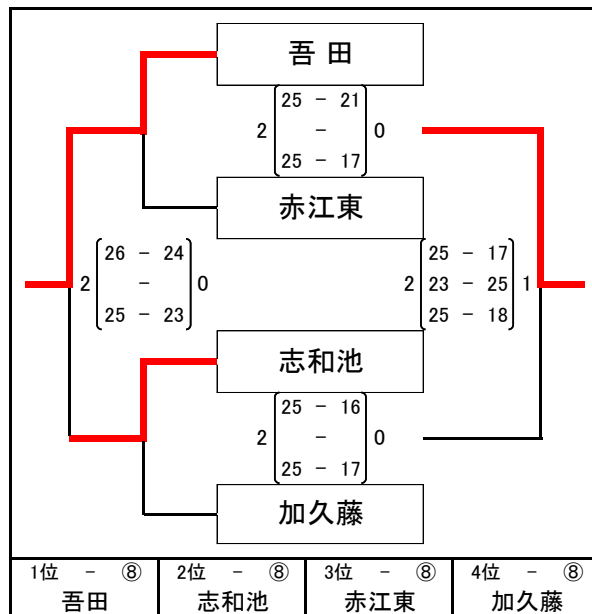 吾 田
25 - 21
2 - 0
25 - 17
赤江東
26 - 24
2 - 0
25 - 23
25 - 17
2 23 - 25 1
25 - 18
志和池
25 - 16
2 - 0
25 - 17
加久藤
1位 - ⑧ 2位 - ⑧ 3位 - ⑧ 4位 - ⑧
吾田 志和池 赤江東 加久藤